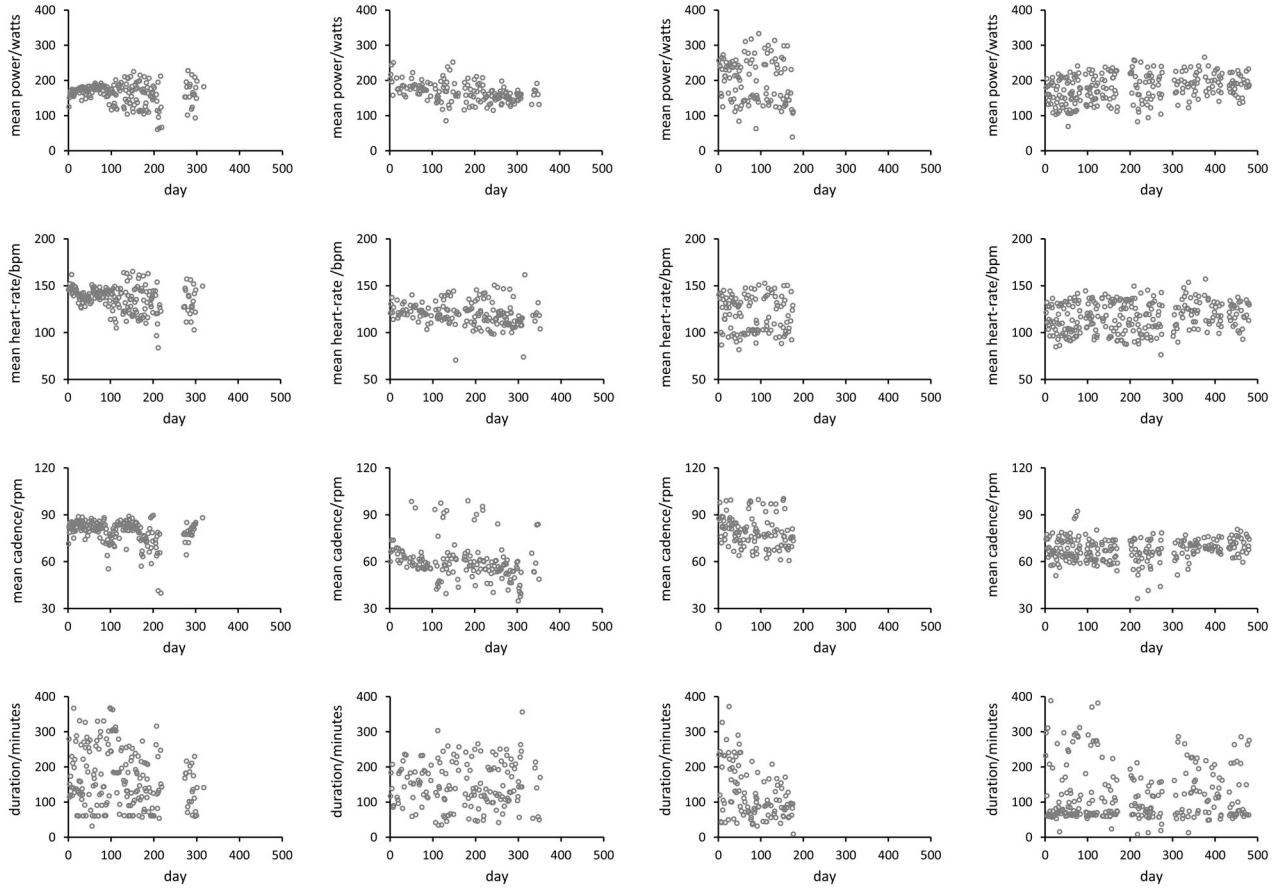 mean power/watts
400
300
200
100
0
0 100 200 300 400 500
day
mean power/watts
400
300
200
100
0
0 100 200 300 400 500
day
mean power/watts
400
300
200
100
0
0 100 200 300 400 500
day
mean power/watts
400
300
200
100
0
0 100 200 300 400 500
day
mean heart-rate/bpm
200
150
100
50
0 100 200 300 400 500
day
mean heart-rate /bpm
200
150
100
50
0 100 200 300 400 500
day
mean heart-rate/bpm
200
150
100
50
0 100 200 300 400 500
day
mean heart-rate/bpm
200
150
100
50
0 100 200 300 400 500
day
mean cadence/rpm
120
90
60
30
0 100 200 300 400 500
day
mean cadence/rpm
120
90
60
30
0 100 200 300 400 500
day
mean cadence/rpm
120
90
60
30
0 100 200 300 400 500
day
mean cadence/rpm
120
90
60
30
0 100 200 300 400 500
day
duration/minutes
400
300
200
100
0
0 100 200 300 400 500
day
duration/minutes
400
300
200
100
0
0 100 200 300 400 500
day
duration/minutes
400
300
200
100
0
0 100 200 300 400 500
day
duration/minutes
400
300
200
100
0
0 100 200 300 400 500
day